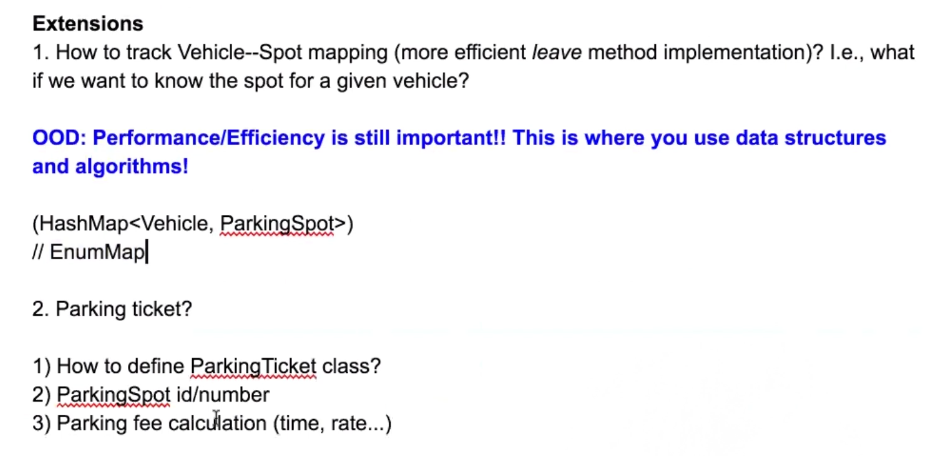 Extensions
1. How to track Vehicle--Spot mapping (more efficient leave method implementation)? I.e., what
if we want to know the spot for a given vehicle?
OOD: Performance/Efficiency is still important!! This is where you use data structures
and algorithms!
(HashMap<Vehicle, ParkingSpot>)
// EnumMap
2. Parking ticket?
1) How to define ParkingTicket class?
2) ParkingSpot id/number
3) Parking fee calculation (time, rate...)